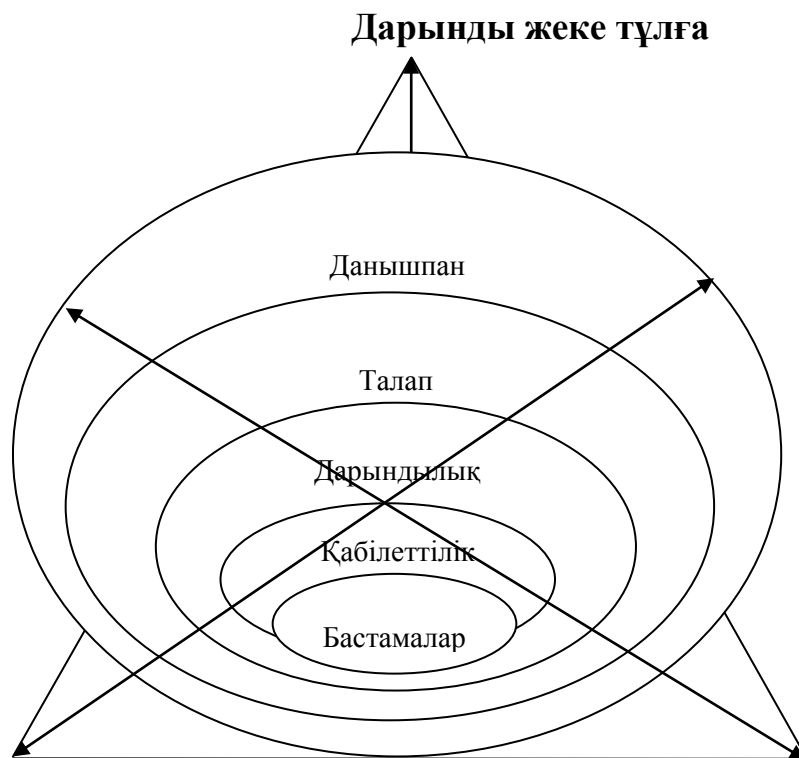 Дарынды жеке тұлға
Данышпан
Талап
Дарындылық
Қабілеттілік
Бастамалар